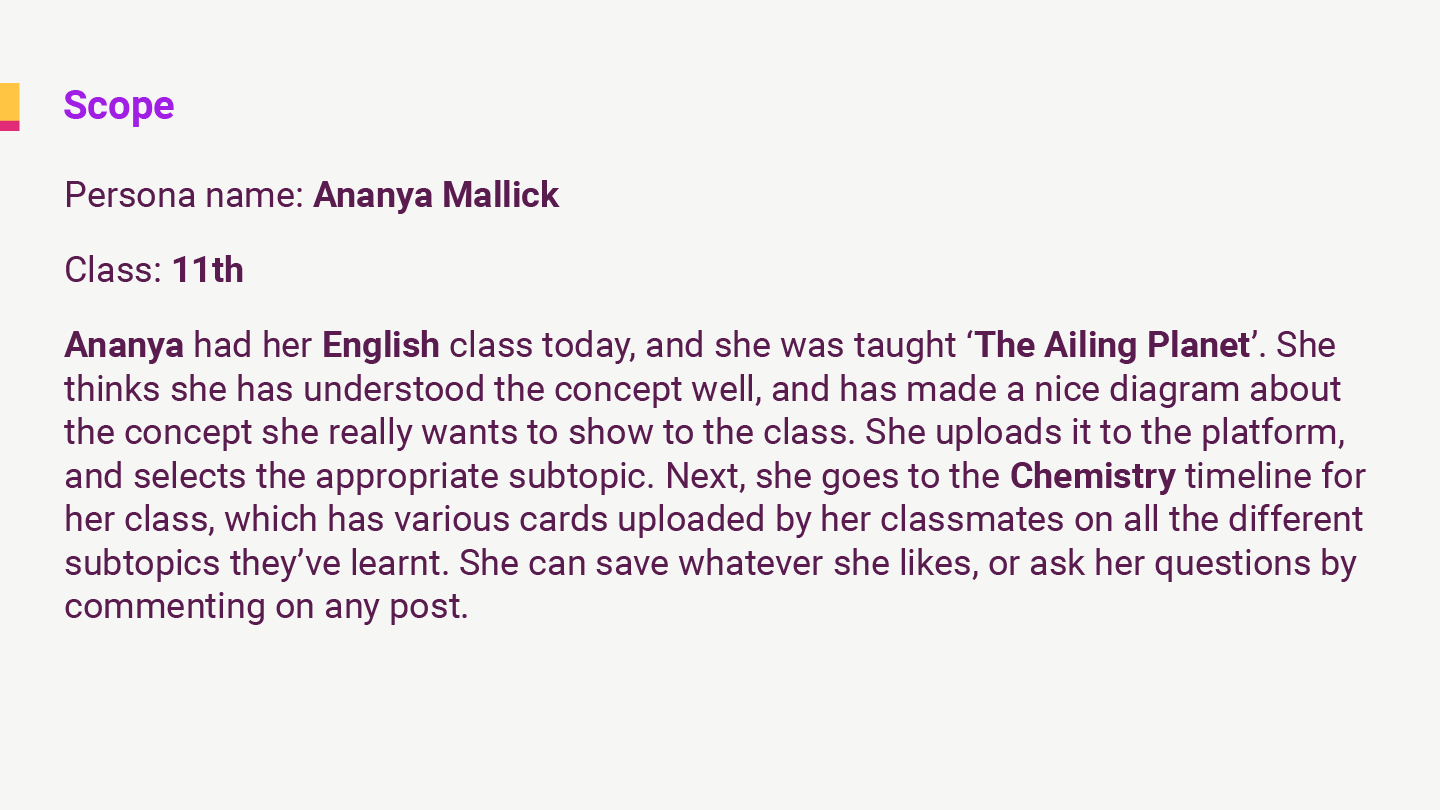 Scope
Persona name: Ananya Mallick
Class: 11th
Ananya had her English class today, and she was taught ‘The Ailing Planet’. She
thinks she has understood the concept well, and has made a nice diagram about
the concept she really wants to show to the class. She uploads it to the platform,
and selects the appropriate subtopic. Next, she goes to the Chemistry timeline for
her class, which has various cards uploaded by her classmates on all the different
subtopics they’ve learnt. She can save whatever she likes, or ask her questions by
commenting on any post.